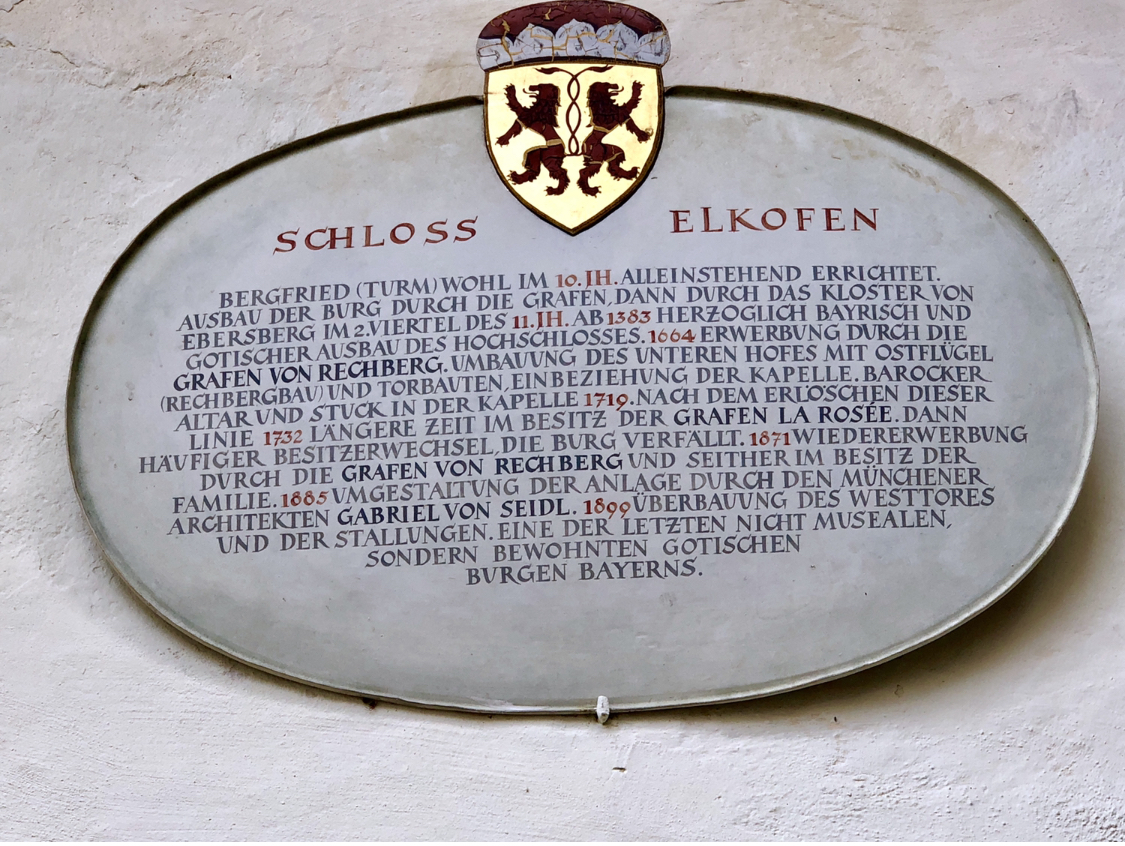 SCHLOSS ELKOFEN
BERGFRIED (TURM) WOHL IM 10. JH. ALLEINSTEHEND ERRICHTET.
AUSBAU DER BURG DURCH DIE GRAFEN, DANN DURCH DAS KLOSTER VON
EBERSBERG IM 2. VIERTEL DES 11. JH. AB 1383 HERZOGLICH BAYRISCH UND
GOTISCHER AUSBAU DES HOCHSCHLOSSES. 1664 ERWERBUNG DURCH DIE
GRAFEN VON RECHBERG. UMBAUUNG DES UNTEREN HOFES MIT OSTFLÜGEL
(RECHBERGBAU) UND TORBAUTEN, EINBEZIEHUNG DER KAPELLE. BAROCKER
ALTAR UND STUCK IN DER KAPELLE 1719. NACH DEM ERLÖSCHEN DIESER
LINIE 1732 LÄNGERE ZEIT IM BESITZ DER GRAFEN LA ROSÉE. DANN
HÄUFIGER BESITZERWECHSEL, DIE BURG VERFÄLLT. 1871 WIEDERERWERBUNG
DURCH DIE GRAFEN VON RECHBERG UND SEITHER IM BESITZ DER
FAMILIE. 1885 UMGESTALTUNG DER ANLAGE DURCH DEN MÜNCHENER
ARCHITEKTEN GABRIEL VON SEIDL. 1899 ÜBERBAUUNG DES WESTTORES
UND DER STALLUNGEN. EINE DER LETZTEN NICHT MUSEALEN,
SONDERN BEWOHNTEN GOTISCHEN
BURGEN BAYERNS.